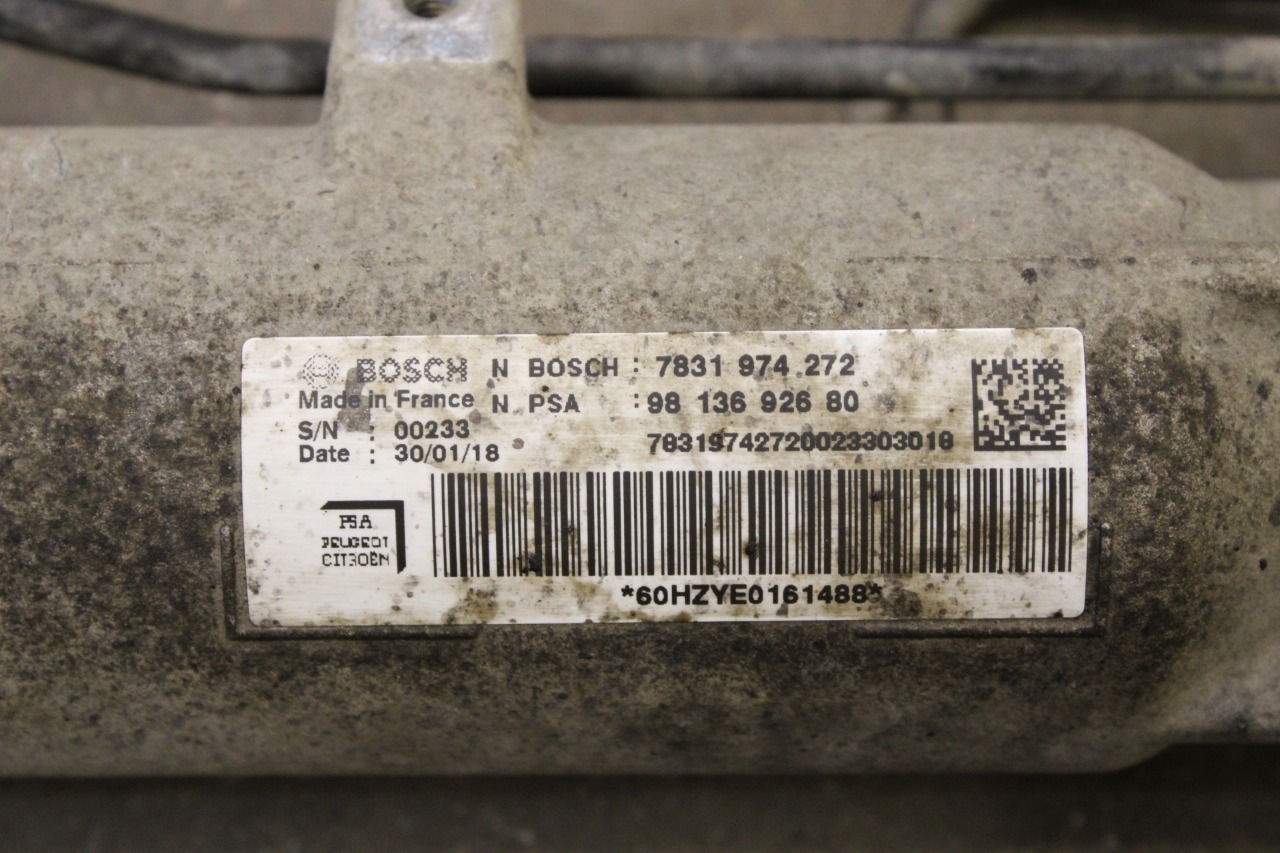 BOSCH N BOSCH : 7831 974 272
Made in France N PSA : 98 136 926 80
S/N : 00233
Date : 30/01/18 78319742720023303018
PSA
PEUGEOT
CITROËN
*60HZYE0161488*